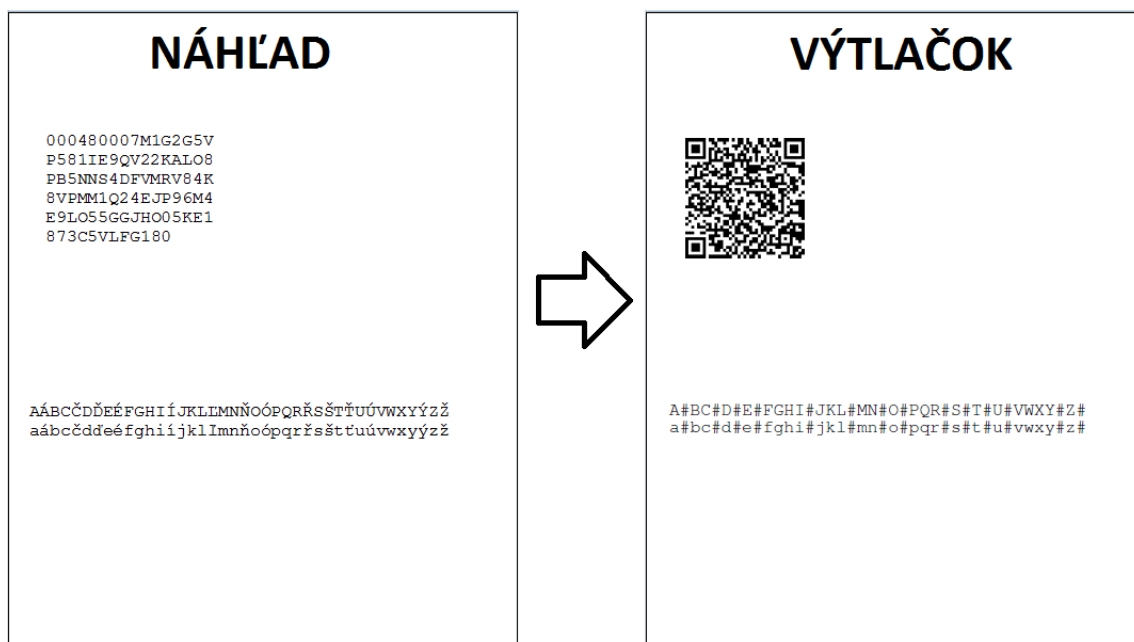 NÁHĽAD
000480007M1G2G5V
P581IE9QV22KALO8
PB5NNS4DFVMRV84K
8VPMM1Q24EJP96M4
E9LO55GGJHO05KE1
873C5VLFG180
AÁBCČDĎEÉFGHIÍJKLĽMNŇOÓPQRŘSŠTŤUÚVWXYÝZŽ
aábcčdďeéfghiíjklľmnňoópqrřsštťuúvwxyýzž
VÝTLAČOK
A#BC#D#E#FGHI#JKL#MN#O#PQR#S#T#U#VWXY#Z#
a#bc#d#e#fghi#jkl#mn#o#pqr#s#t#u#vwxy#z#